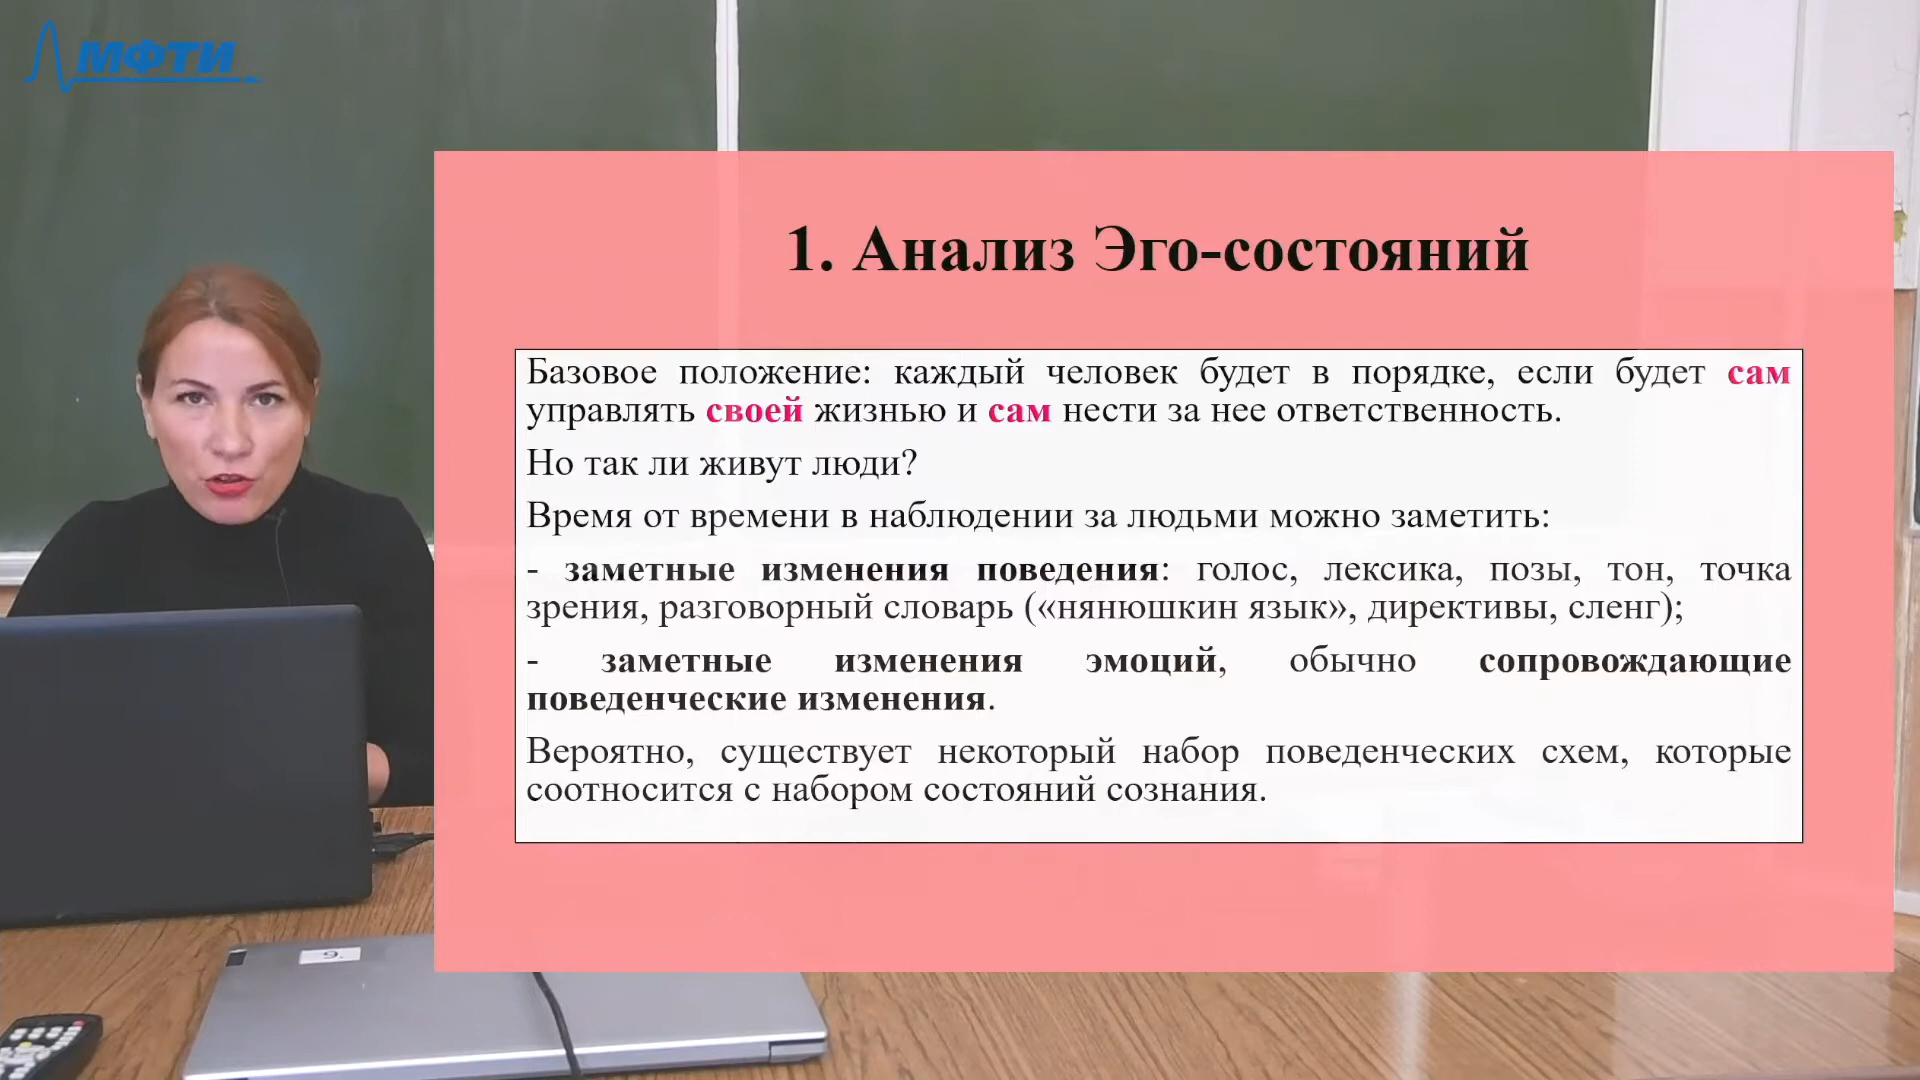 МФТИ
1. Анализ Эго-состояний
Базовое положение: каждый человек будет в порядке, если будет сам
управлять своей жизнью и сам нести за нее ответственность.
Но так ли живут люди?
Время от времени в наблюдении за людьми можно заметить:
- заметные изменения поведения: голос, лексика, позы, тон, точка
зрения, разговорный словарь («нянюшкин язык», директивы, сленг);
- заметные изменения эмоций, обычно сопровождающие
поведенческие изменения.
Вероятно, существует некоторый набор поведенческих схем, которые
соотносится с набором состояний сознания.
9.